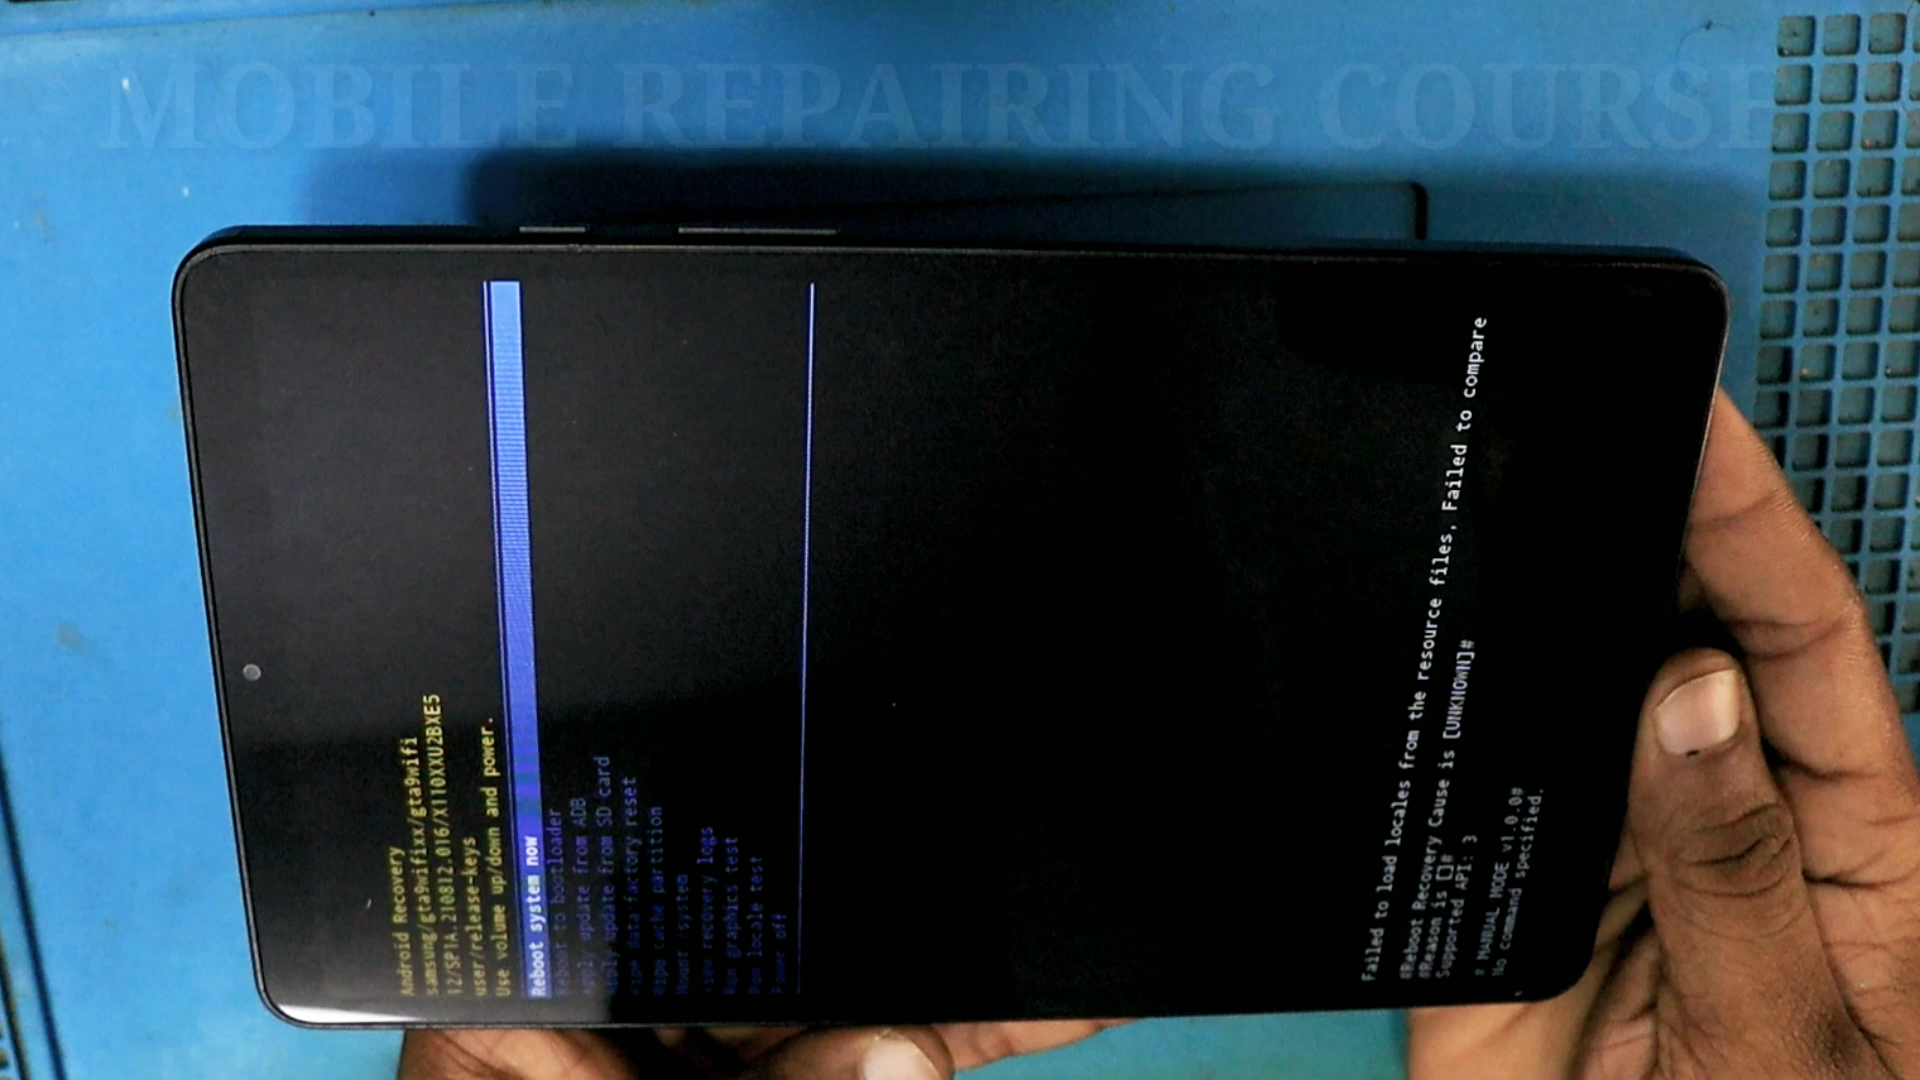 MOBILE REPAIRING COURSE
Android Recovery
samsung/gta9wifixx/gta9wifi
12/SP1A.210812.016/X110XXU2BXE5
user/release-keys
Use volume up/down and power.
Reboot system now
Reboot to bootloader
Apply update from ADB
Apply update from SD card
Wipe data/factory reset
Wipe cache partition
Mount /system
View recovery logs
Run graphics test
Run locale test
Power off
Failed to load locales from the resource files. Failed to compare
#Reboot Recovery Cause is [UNKNOWN]#
#Reason is []#
Supported API: 3
# MANUAL MODE v1.0.0#
No command specified.